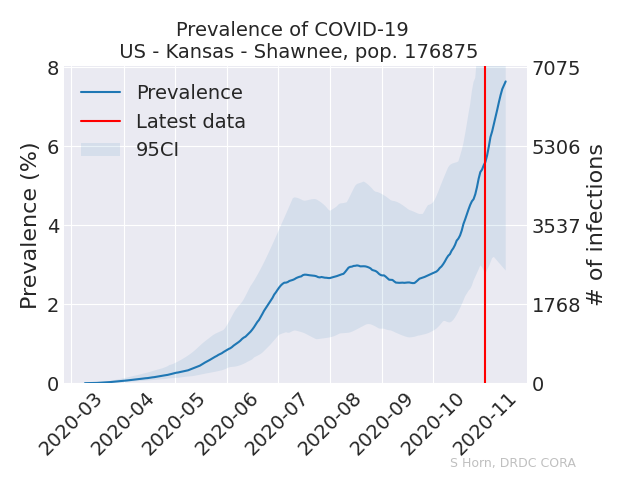 Prevalence of COVID-19
US - Kansas - Shawnee, pop. 176875
Prevalence
Latest data
95CI
Prevalence (%)
8
6
4
2
0
7075
5306
3537
1768
0
# of infections
2020-03
2020-04
2020-05
2020-06
2020-07
2020-08
2020-09
2020-10
2020-11
S Horn, DRDC CORA